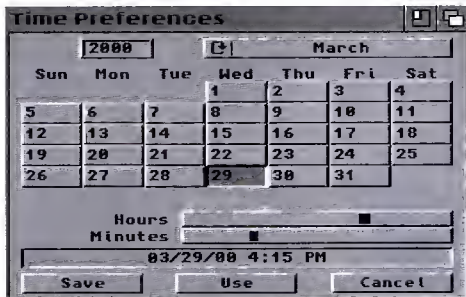 Time Preferences
2000 March
Sun Mon Tue Wed Thu Fri Sat
1 2 3 4
5 6 7 8 9 10 11
12 13 14 15 16 17 18
19 20 21 22 23 24 25
26 27 28 29 30 31
Hours
Minutes
03/29/00 4:15 PM
Save Use Cancel